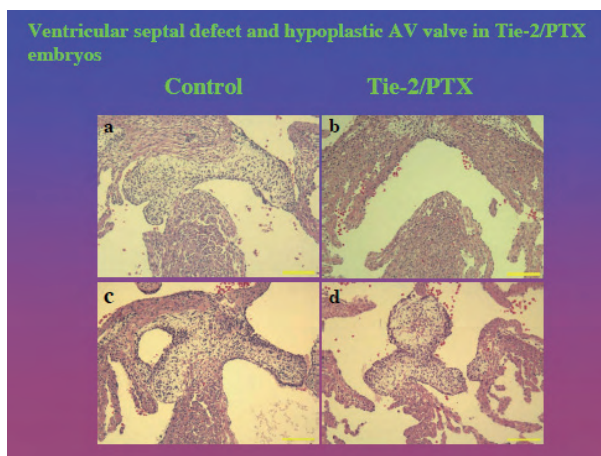 Ventricular septal defect and hypoplastic AV valve in Tie-2/PTX
embryos
Control
Tie-2/PTX
a
b
c
d